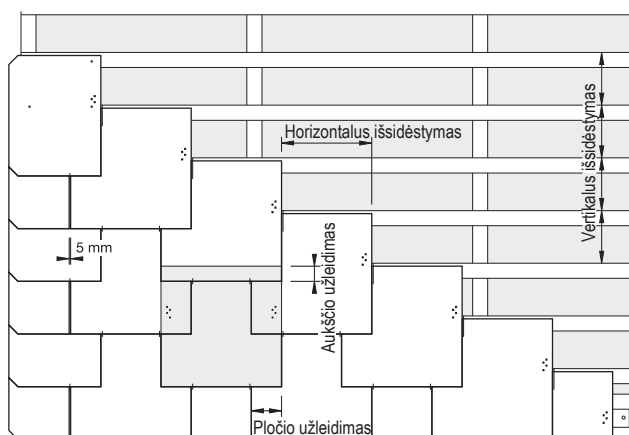 Horizontalus išsidėstymas
Vertikalus išsidėstymas
5 mm
Aukščio užleidimas
Pločio užleidimas